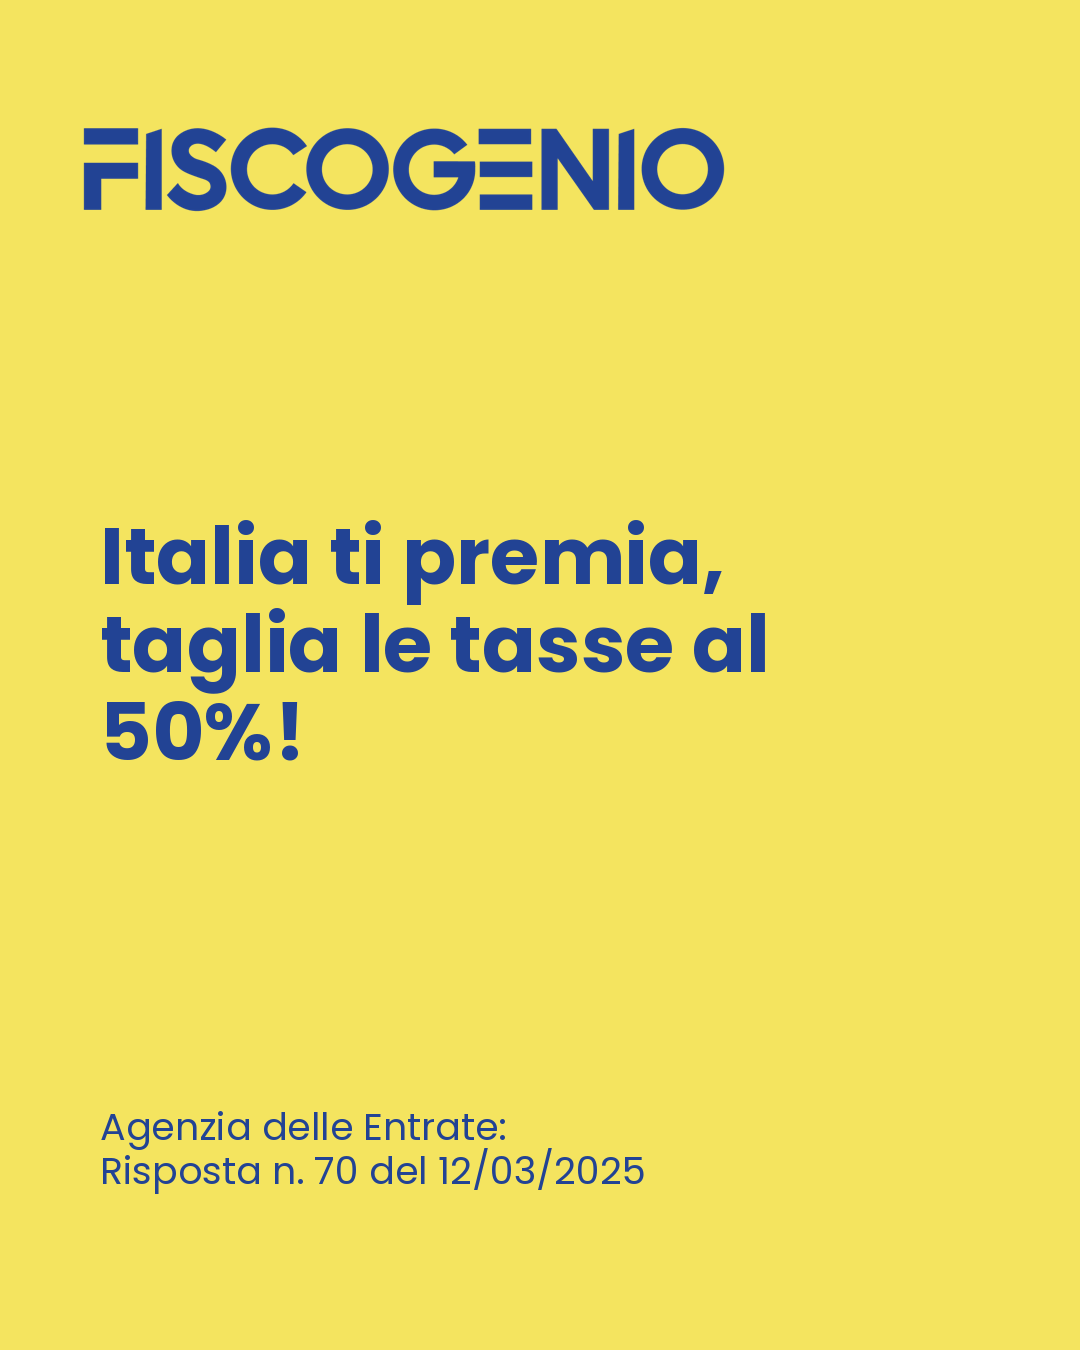 FISCOGENIO
Italia ti premia,
taglia le tasse al
50%!
Agenzia delle Entrate:
Risposta n. 70 del 12/03/2025